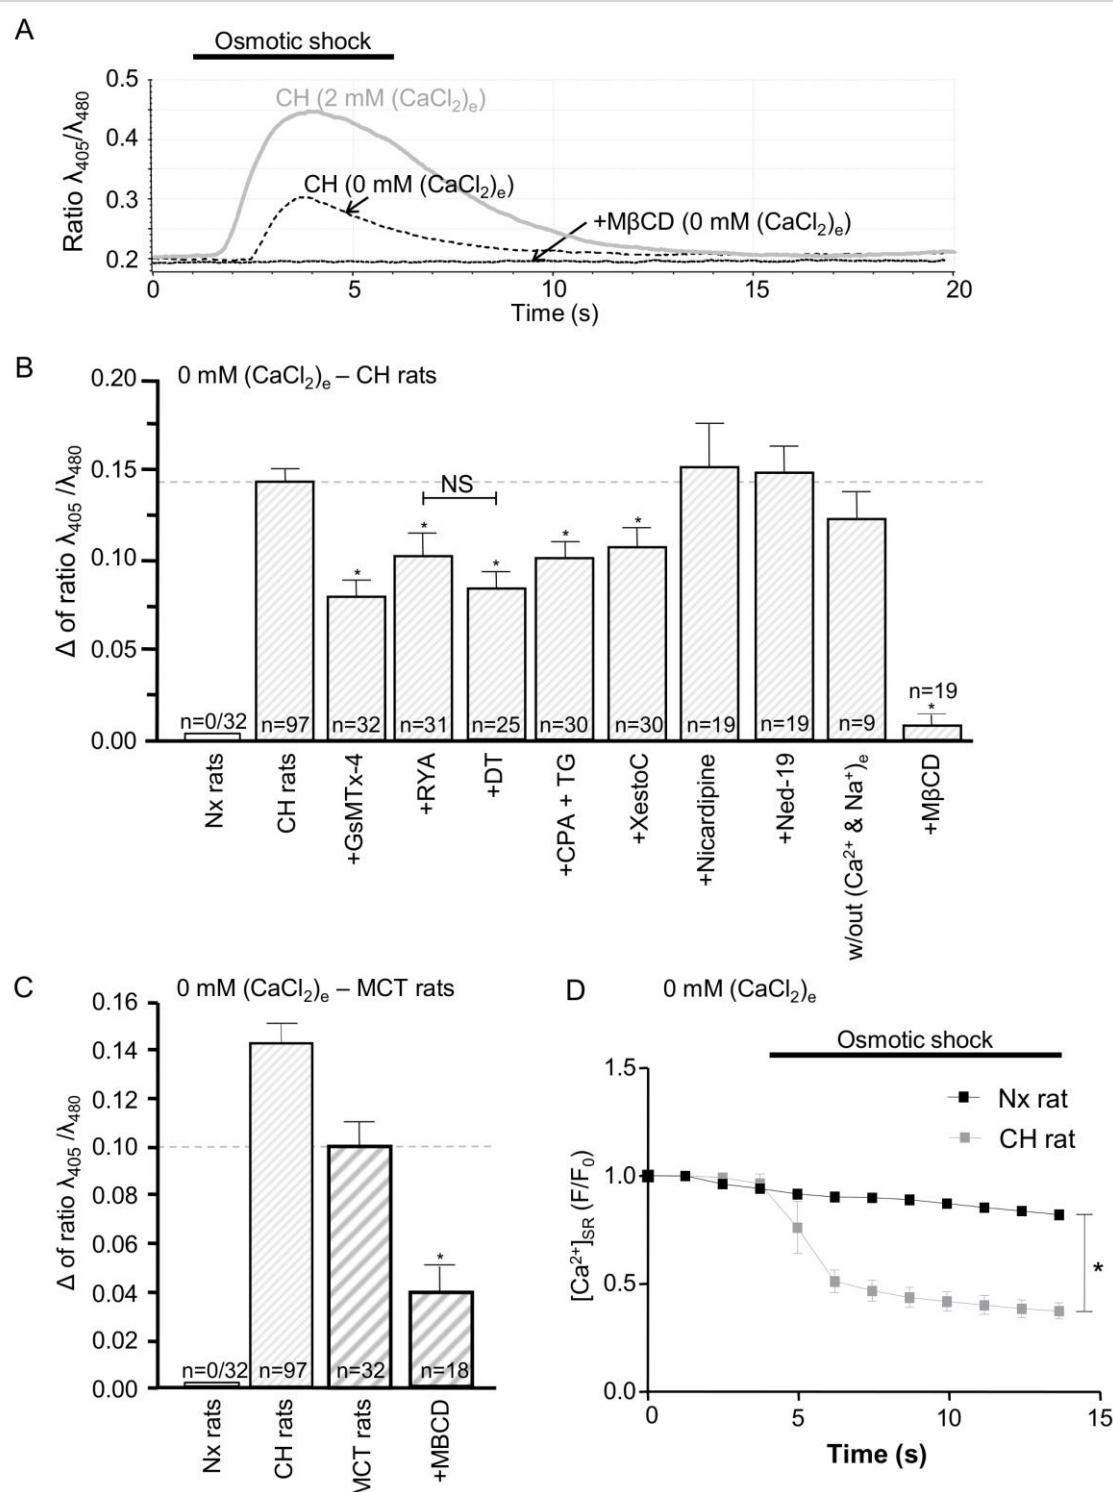 A
Osmotic shock
Ratio λ405/λ480
0.5
0.4
0.3
0.2
CH (2 mM (CaCl2)e)
CH (0 mM (CaCl2)e)
+MβCD (0 mM (CaCl2)e)
0 5 10 15 20
Time (s)
B
0 mM (CaCl2)e – CH rats
Δ of ratio λ405 /λ480
0.20
0.15
0.10
0.05
0.00
NS
*
*
*
*
*
n=19
*
n=0/32 n=97 n=32 n=31 n=25 n=30 n=30 n=19 n=19 n=9
Nx rats
CH rats
+GsMTx-4
+RYA
+DT
+CPA + TG
+XestoC
+Nicardipine
+Ned-19
w/out (Ca2+ & Na+)e
+MβCD
C
0 mM (CaCl2)e – MCT rats
Δ of ratio λ405 /λ480
0.16
0.14
0.12
0.10
0.08
0.06
0.04
0.02
0.00
*
n=0/32 n=97 n=32 n=18
Nx rats
CH rats
MCT rats
+MBCD
D
0 mM (CaCl2)e
Osmotic shock
[Ca2+]SR (F/F0)
1.5
1.0
0.5
0.0
Nx rat
CH rat
*
0 5 10 15
Time (s)